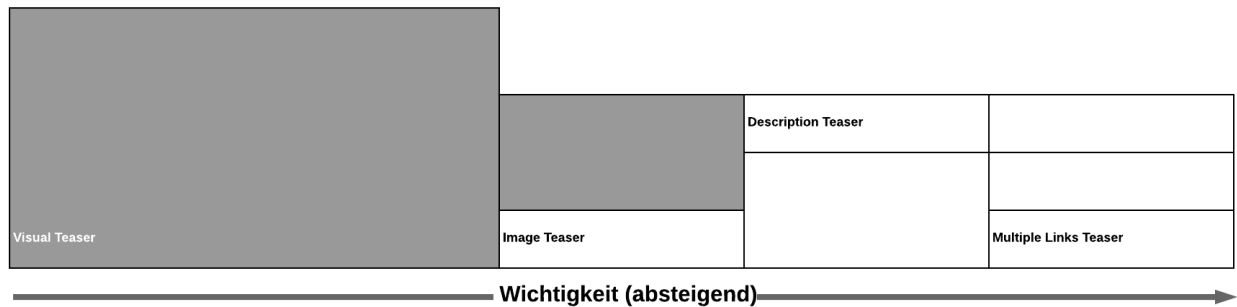 Description Teaser
Visual Teaser
Image Teaser
Multiple Links Teaser
Wichtigkeit (absteigend)